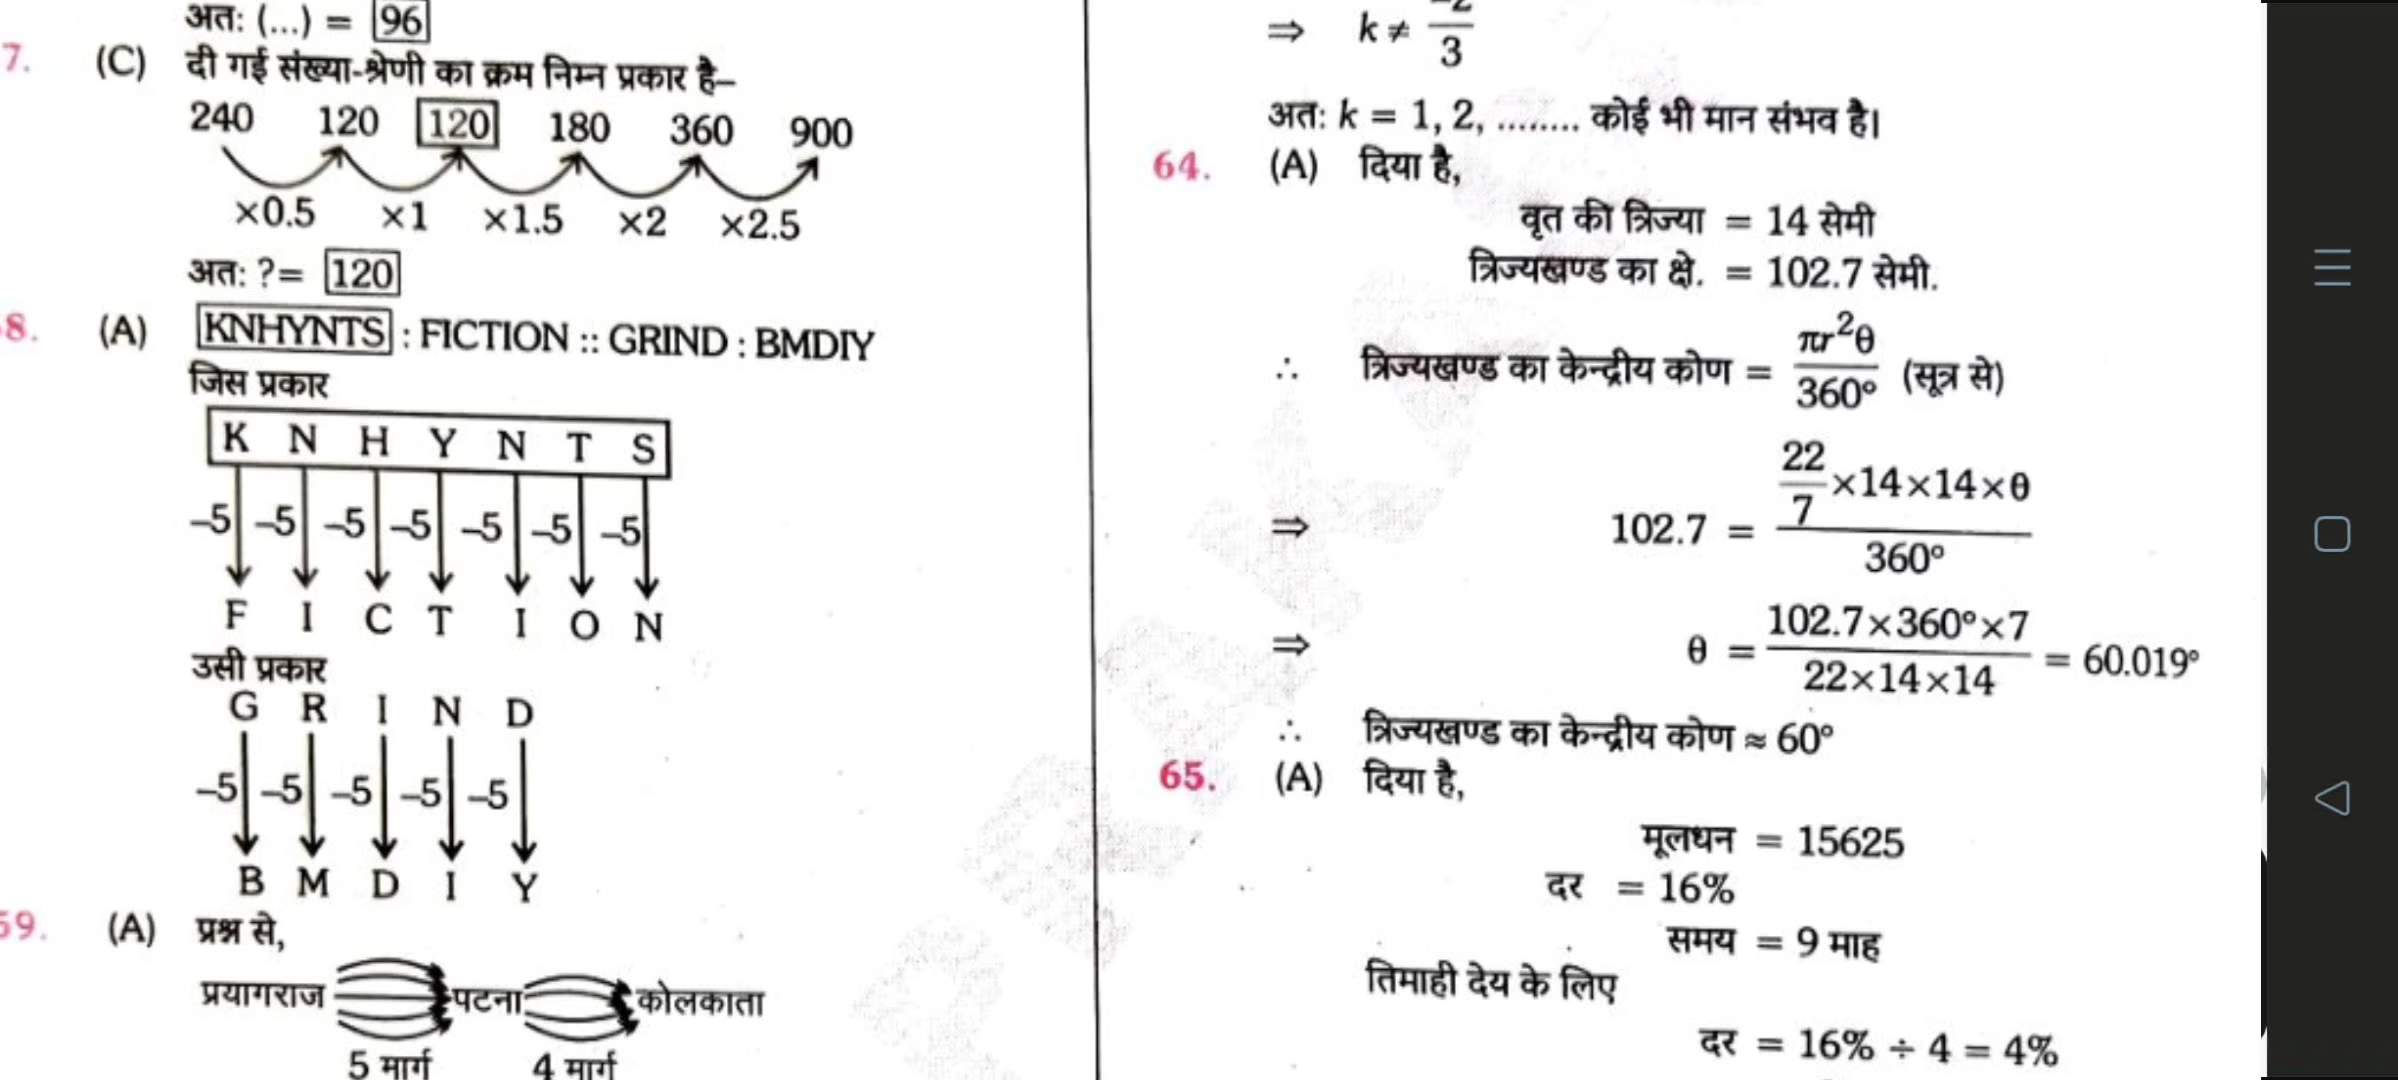 अतः (...) = 96
7. (C) दी गई संख्या-श्रेणी का क्रम निम्न प्रकार है–
240 120 120 180 360 900
×0.5 ×1 ×1.5 ×2 ×2.5
अतः ?= 120
8. (A) KNHYNTS : FICTION :: GRIND : BMDIY
जिस प्रकार
K N H Y N T S
–5 –5 –5 –5 –5 –5 –5
F I C T I O N
उसी प्रकार
G R I N D
–5 –5 –5 –5 –5
B M D I Y
59. (A) प्रश्न से,
प्रयागराज पटना कोलकाता
5 मार्ग 4 मार्ग
⇒ k ≠ –2/3
अतः k = 1, 2, ........ कोई भी मान संभव है।
64. (A) दिया है,
वृत की त्रिज्या = 14 सेमी
त्रिज्यखण्ड का क्षे. = 102.7 सेमी.
∴ त्रिज्यखण्ड का केन्द्रीय कोण = πr²θ/360° (सूत्र से)
⇒ 102.7 = 22/7 ×14×14×θ / 360°
⇒ θ = 102.7×360°×7 / 22×14×14 = 60.019°
∴ त्रिज्यखण्ड का केन्द्रीय कोण ≈ 60°
65. (A) दिया है,
मूलधन = 15625
दर = 16%
समय = 9 माह
तिमाही देय के लिए
दर = 16% ÷ 4 = 4%